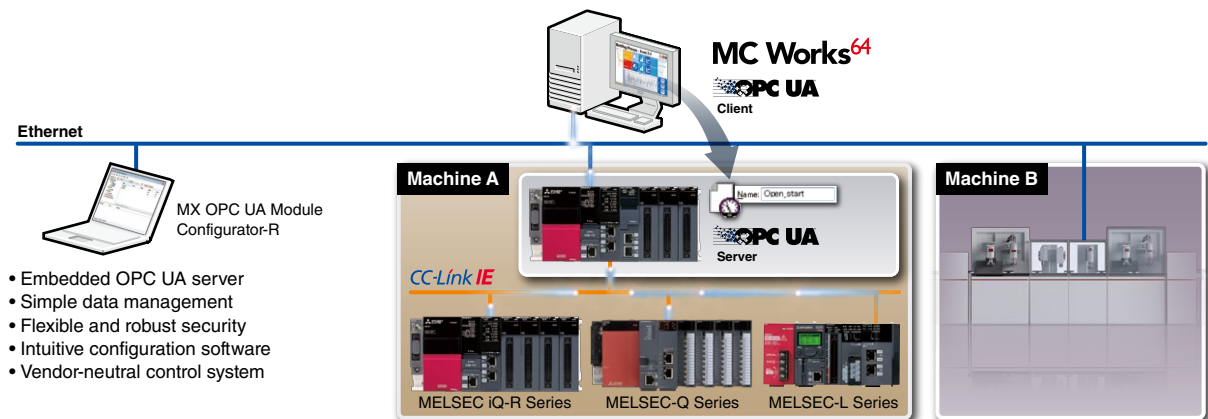 MC Works64
OPC UA
Client
Ethernet
MX OPC UA Module
Configurator-R
• Embedded OPC UA server
• Simple data management
• Flexible and robust security
• Intuitive configuration software
• Vendor-neutral control system
Machine A
Name: Open_start
OPC UA
Server
CC-Link IE
MELSEC iQ-R Series
MELSEC-Q Series
MELSEC-L Series
Machine B